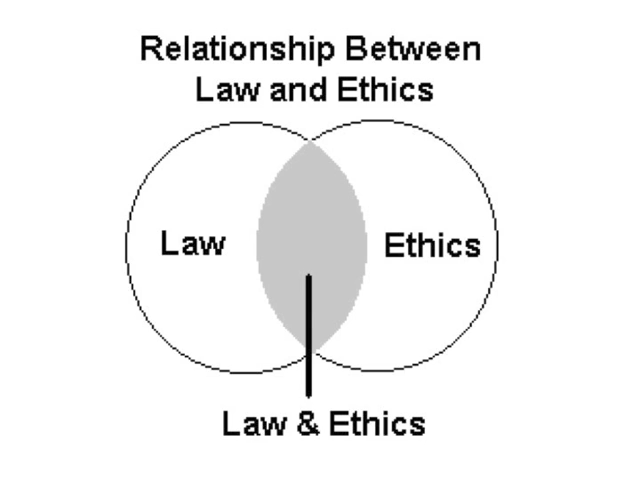 Relationship Between
Law and Ethics
Law
Ethics
Law & Ethics